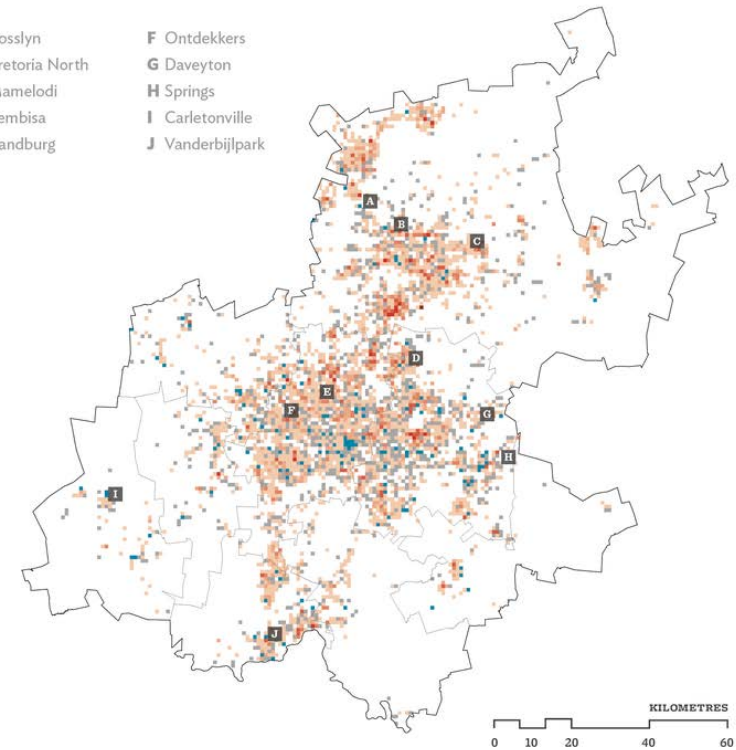 osslyn
retoria North
amelodi
embisa
andburg
F Ontdekkers
G Daveyton
H Springs
I Carletonville
J Vanderbijlpark
A
B
C
D
E
F
G
H
I
J
KILOMETRES
0 10 20 40 60